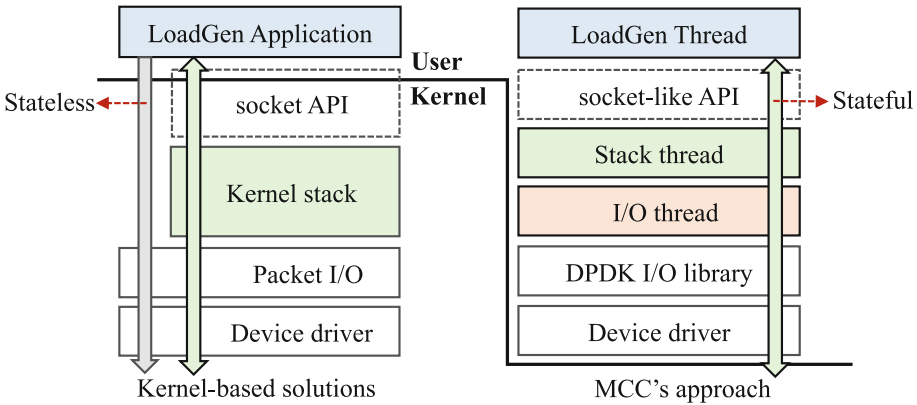 LoadGen Application
User
Kernel
Stateless
socket API
Kernel stack
Packet I/O
Device driver
Kernel-based solutions
LoadGen Thread
socket-like API
Stateful
Stack thread
I/O thread
DPDK I/O library
Device driver
MCC's approach